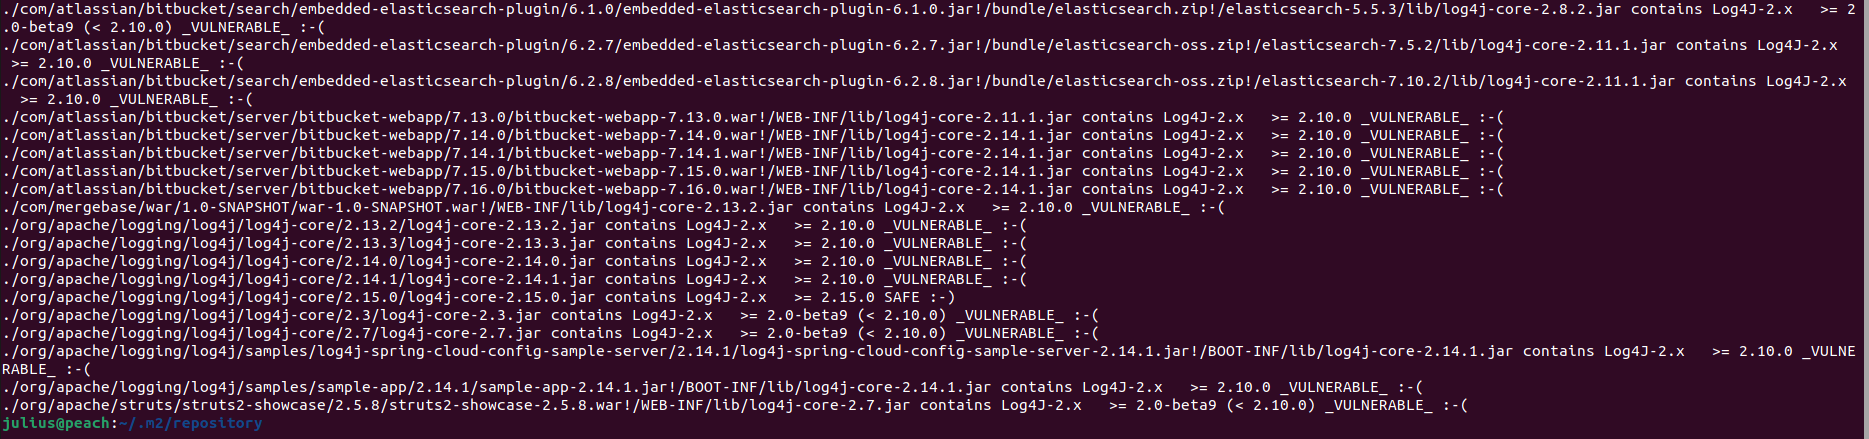 ./com/atlassian/bitbucket/search/embedded-elasticsearch-plugin/6.1.0/embedded-elasticsearch-plugin-6.1.0.jar!/bundle/elasticsearch.zip!/elasticsearch-5.5.3/lib/log4j-core-2.8.2.jar contains Log4J-2.x   >= 2
.0-beta9 (< 2.10.0) _VULNERABLE_ :-(
./com/atlassian/bitbucket/search/embedded-elasticsearch-plugin/6.2.7/embedded-elasticsearch-plugin-6.2.7.jar!/bundle/elasticsearch-oss.zip!/elasticsearch-7.5.2/lib/log4j-core-2.11.1.jar contains Log4J-2.x
 >= 2.10.0 _VULNERABLE_ :-(
./com/atlassian/bitbucket/search/embedded-elasticsearch-plugin/6.2.8/embedded-elasticsearch-plugin-6.2.8.jar!/bundle/elasticsearch-oss.zip!/elasticsearch-7.10.2/lib/log4j-core-2.11.1.jar contains Log4J-2.x
  >= 2.10.0 _VULNERABLE_ :-(
./com/atlassian/bitbucket/server/bitbucket-webapp/7.13.0/bitbucket-webapp-7.13.0.war!/WEB-INF/lib/log4j-core-2.11.1.jar contains Log4J-2.x   >= 2.10.0 _VULNERABLE_ :-(
./com/atlassian/bitbucket/server/bitbucket-webapp/7.14.0/bitbucket-webapp-7.14.0.war!/WEB-INF/lib/log4j-core-2.14.1.jar contains Log4J-2.x   >= 2.10.0 _VULNERABLE_ :-(
./com/atlassian/bitbucket/server/bitbucket-webapp/7.14.1/bitbucket-webapp-7.14.1.war!/WEB-INF/lib/log4j-core-2.14.1.jar contains Log4J-2.x   >= 2.10.0 _VULNERABLE_ :-(
./com/atlassian/bitbucket/server/bitbucket-webapp/7.15.0/bitbucket-webapp-7.15.0.war!/WEB-INF/lib/log4j-core-2.14.1.jar contains Log4J-2.x   >= 2.10.0 _VULNERABLE_ :-(
./com/atlassian/bitbucket/server/bitbucket-webapp/7.16.0/bitbucket-webapp-7.16.0.war!/WEB-INF/lib/log4j-core-2.14.1.jar contains Log4J-2.x   >= 2.10.0 _VULNERABLE_ :-(
./com/mergebase/war/1.0-SNAPSHOT/war-1.0-SNAPSHOT.war!/WEB-INF/lib/log4j-core-2.13.2.jar contains Log4J-2.x   >= 2.10.0 _VULNERABLE_ :-(
./org/apache/logging/log4j/log4j-core/2.13.2/log4j-core-2.13.2.jar contains Log4J-2.x   >= 2.10.0 _VULNERABLE_ :-(
./org/apache/logging/log4j/log4j-core/2.13.3/log4j-core-2.13.3.jar contains Log4J-2.x   >= 2.10.0 _VULNERABLE_ :-(
./org/apache/logging/log4j/log4j-core/2.14.0/log4j-core-2.14.0.jar contains Log4J-2.x   >= 2.10.0 _VULNERABLE_ :-(
./org/apache/logging/log4j/log4j-core/2.14.1/log4j-core-2.14.1.jar contains Log4J-2.x   >= 2.10.0 _VULNERABLE_ :-(
./org/apache/logging/log4j/log4j-core/2.15.0/log4j-core-2.15.0.jar contains Log4J-2.x   >= 2.15.0 SAFE :-)
./org/apache/logging/log4j/log4j-core/2.3/log4j-core-2.3.jar contains Log4J-2.x   >= 2.0-beta9 (< 2.10.0) _VULNERABLE_ :-(
./org/apache/logging/log4j/log4j-core/2.7/log4j-core-2.7.jar contains Log4J-2.x   >= 2.0-beta9 (< 2.10.0) _VULNERABLE_ :-(
./org/apache/logging/log4j/samples/log4j-spring-cloud-config-sample-server/2.14.1/log4j-spring-cloud-config-sample-server-2.14.1.jar!/BOOT-INF/lib/log4j-core-2.14.1.jar contains Log4J-2.x   >= 2.10.0 _VULNE
RABLE_ :-(
./org/apache/logging/log4j/samples/sample-app/2.14.1/sample-app-2.14.1.jar!/BOOT-INF/lib/log4j-core-2.14.1.jar contains Log4J-2.x   >= 2.10.0 _VULNERABLE_ :-(
./org/apache/struts/struts2-showcase/2.5.8/struts2-showcase-2.5.8.war!/WEB-INF/lib/log4j-core-2.7.jar contains Log4J-2.x   >= 2.0-beta9 (< 2.10.0) _VULNERABLE_ :-(
julius@peach:~/.m2/repository